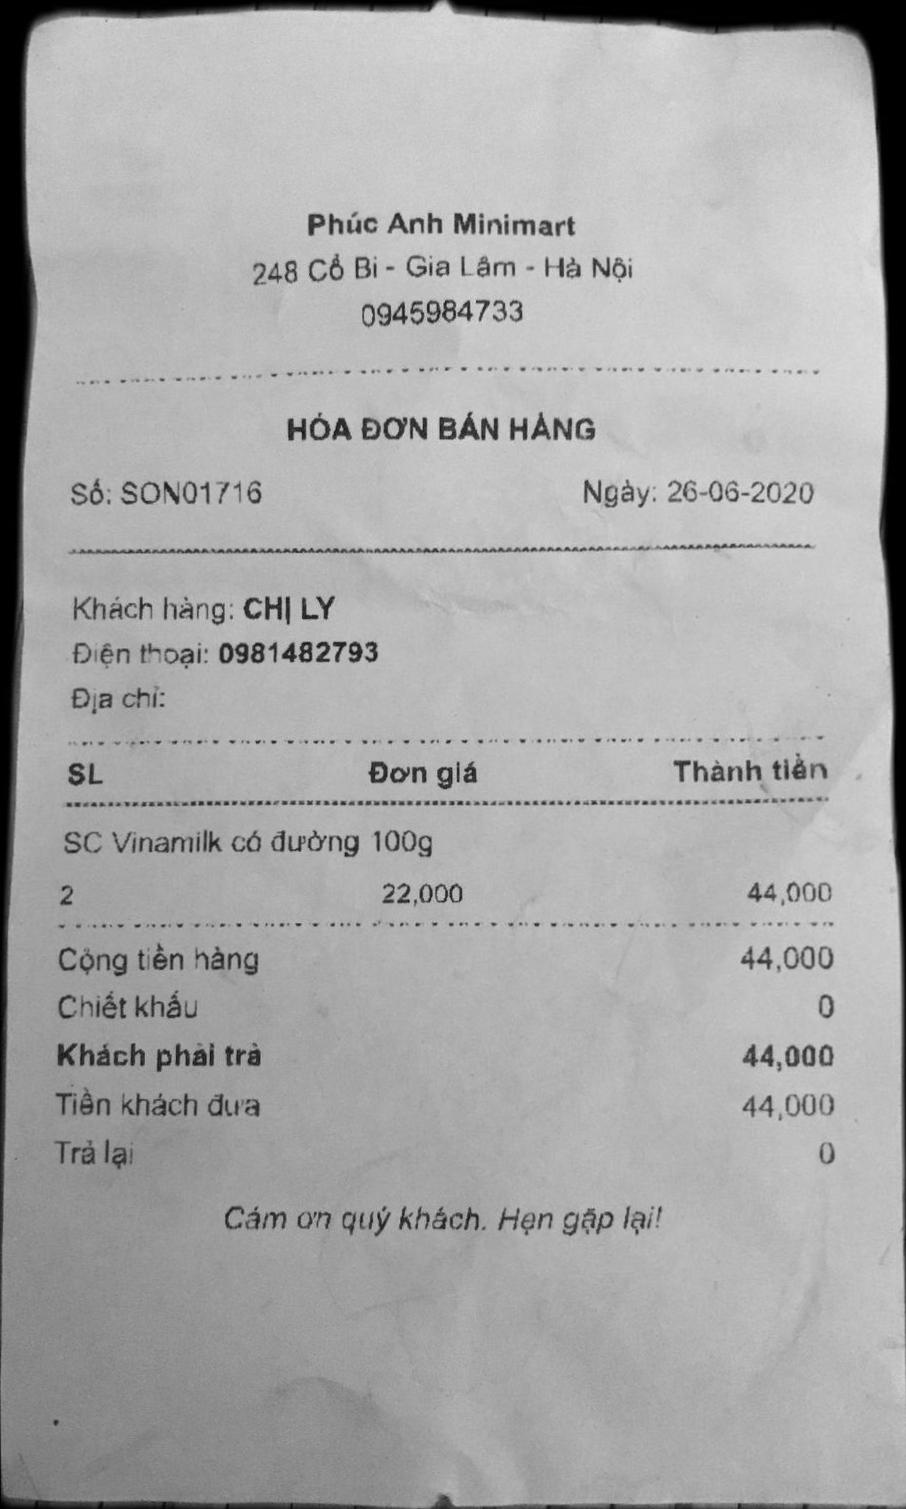 Phúc Anh Minimart
248 Cổ Bi - Gia Lâm - Hà Nội
0945984733
HÓA ĐƠN BÁN HÀNG
Số: SON01716 Ngày: 26-06-2020
Khách hàng: CHỊ LY
Điện thoại: 0981482793
Địa chỉ:
SL Đơn giá Thành tiền
SC Vinamilk có đường 100g
2 22,000 44,000
Cộng tiền hàng 44,000
Chiết khấu 0
Khách phải trả 44,000
Tiền khách đưa 44,000
Trả lại 0
Cám ơn quý khách. Hẹn gặp lại!